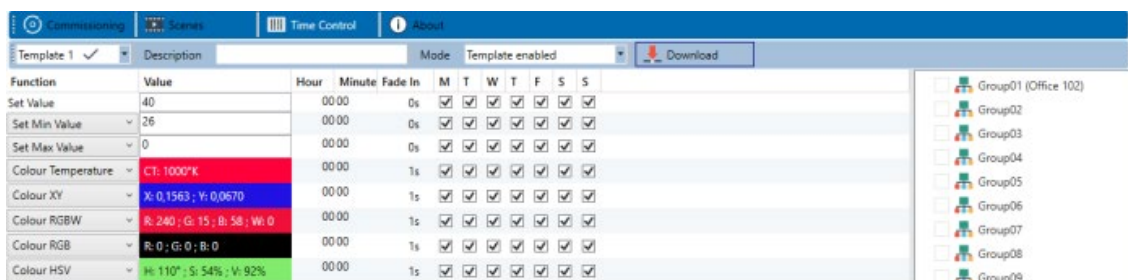 Commissioning Scenes Time Control About
Template 1 Description Mode Template enabled Download
Function Value Hour Minute Fade In M T W T F S S
Set Value 40 00 00 0s
Set Min Value 26 00 00 0s
Set Max Value 0 00 00 0s
Colour Temperature CT: 1000°K 00 00 1s
Colour XY X: 0,1563 ; Y: 0,0670 00 00 1s
Colour RGBW R: 240 ; G: 15 ; B: 58 ; W: 0 00 00 1s
Colour RGB R: 0 ; G: 0 ; B: 0 00 00 1s
Colour HSV H: 110° ; S: 54% ; V: 92% 00 00 1s
Group01 (Office 102)
Group02
Group03
Group04
Group05
Group06
Group07
Group08
Group09